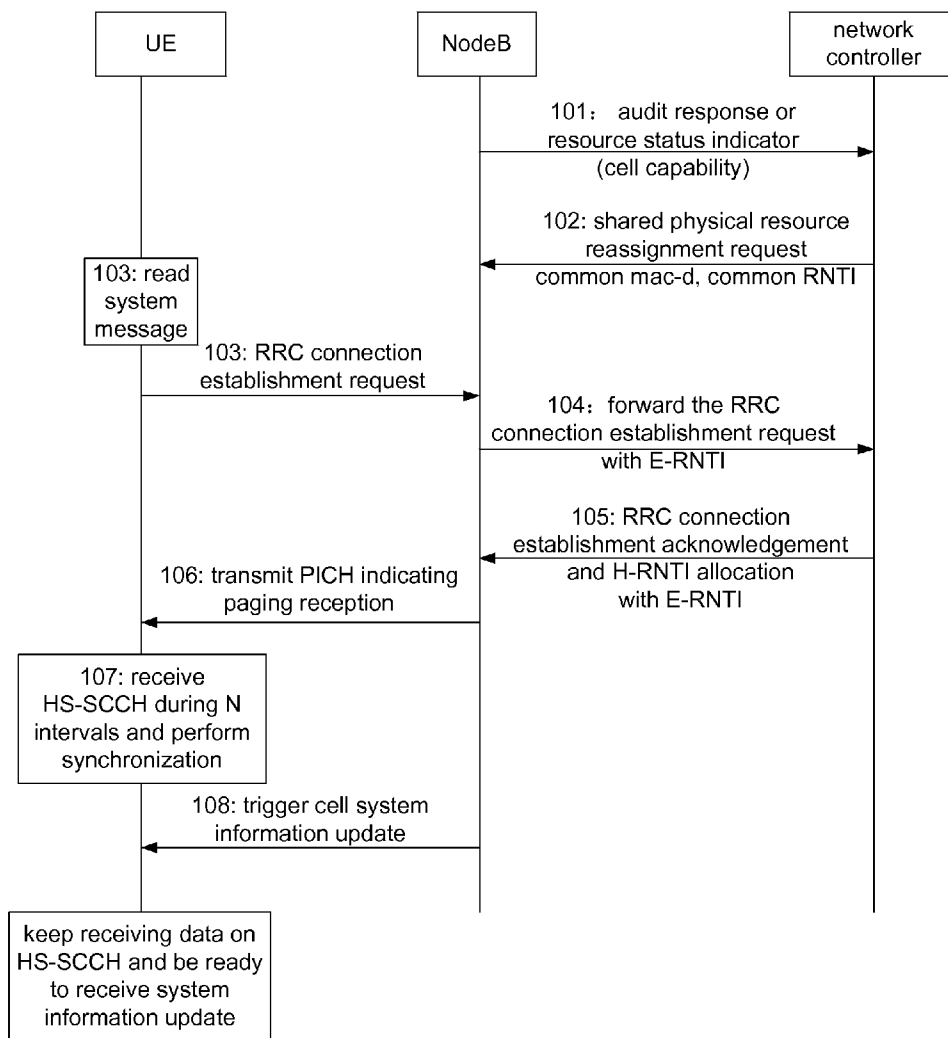 UE
NodeB
network
controller
101： audit response or
resource status indicator
(cell capability)
102: shared physical resource
reassignment request
common mac-d, common RNTI
103: read
system
message
103: RRC connection
establishment request
104：forward the RRC
connection establishment request
with E-RNTI
105: RRC connection
establishment acknowledgement
and H-RNTI allocation
with E-RNTI
106: transmit PICH indicating
paging reception
107: receive
HS-SCCH during N
intervals and perform
synchronization
108: trigger cell system
information update
keep receiving data on
HS-SCCH and be ready
to receive system
information update